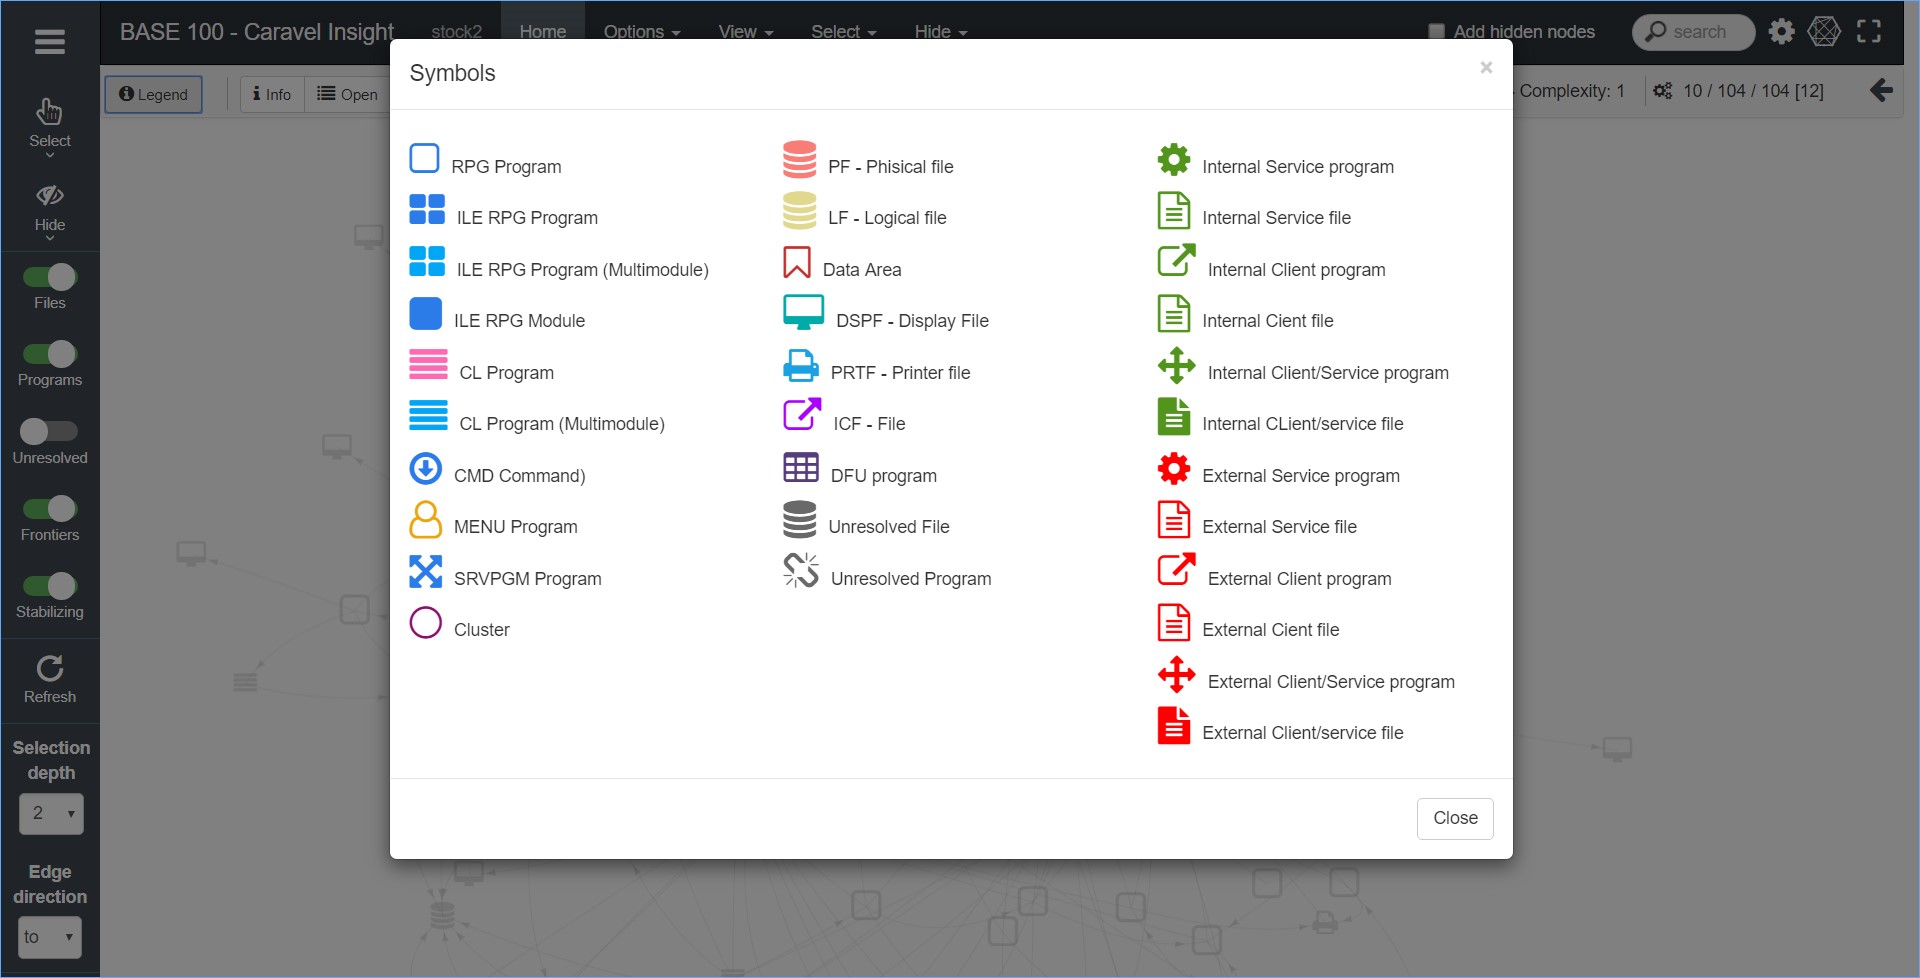 BASE 100 - Caravel Insight
stock2
Home
Options
View
Select
Hide
Add hidden nodes
search
Legend
Info
Open
Complexity: 1
10 / 104 / 104 [12]
Select
Hide
Files
Programs
Unresolved
Frontiers
Stabilizing
Refresh
Selection
depth
2
Edge
direction
to
Symbols
×
RPG Program
ILE RPG Program
ILE RPG Program (Multimodule)
ILE RPG Module
CL Program
CL Program (Multimodule)
CMD Command)
MENU Program
SRVPGM Program
Cluster
PF - Phisical file
LF - Logical file
Data Area
DSPF - Display File
PRTF - Printer file
ICF - File
DFU program
Unresolved File
Unresolved Program
Internal Service program
Internal Service file
Internal Client program
Internal Cient file
Internal Client/Service program
Internal CLient/service file
External Service program
External Service file
External Client program
External Cient file
External Client/Service program
External Client/service file
Close